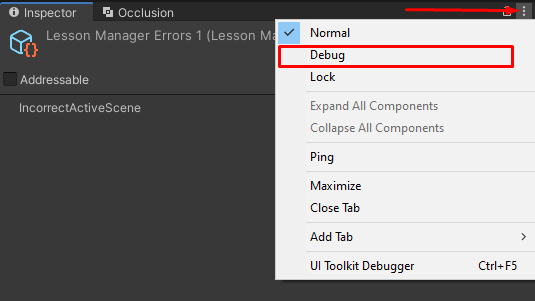 Inspector
Occlusion
Lesson Manager Errors 1 (Lesson Ma
Addressable
IncorrectActiveScene
Normal
Debug
Lock
Expand All Components
Collapse All Components
Ping
Maximize
Close Tab
Add Tab
UI Toolkit Debugger Ctrl+F5